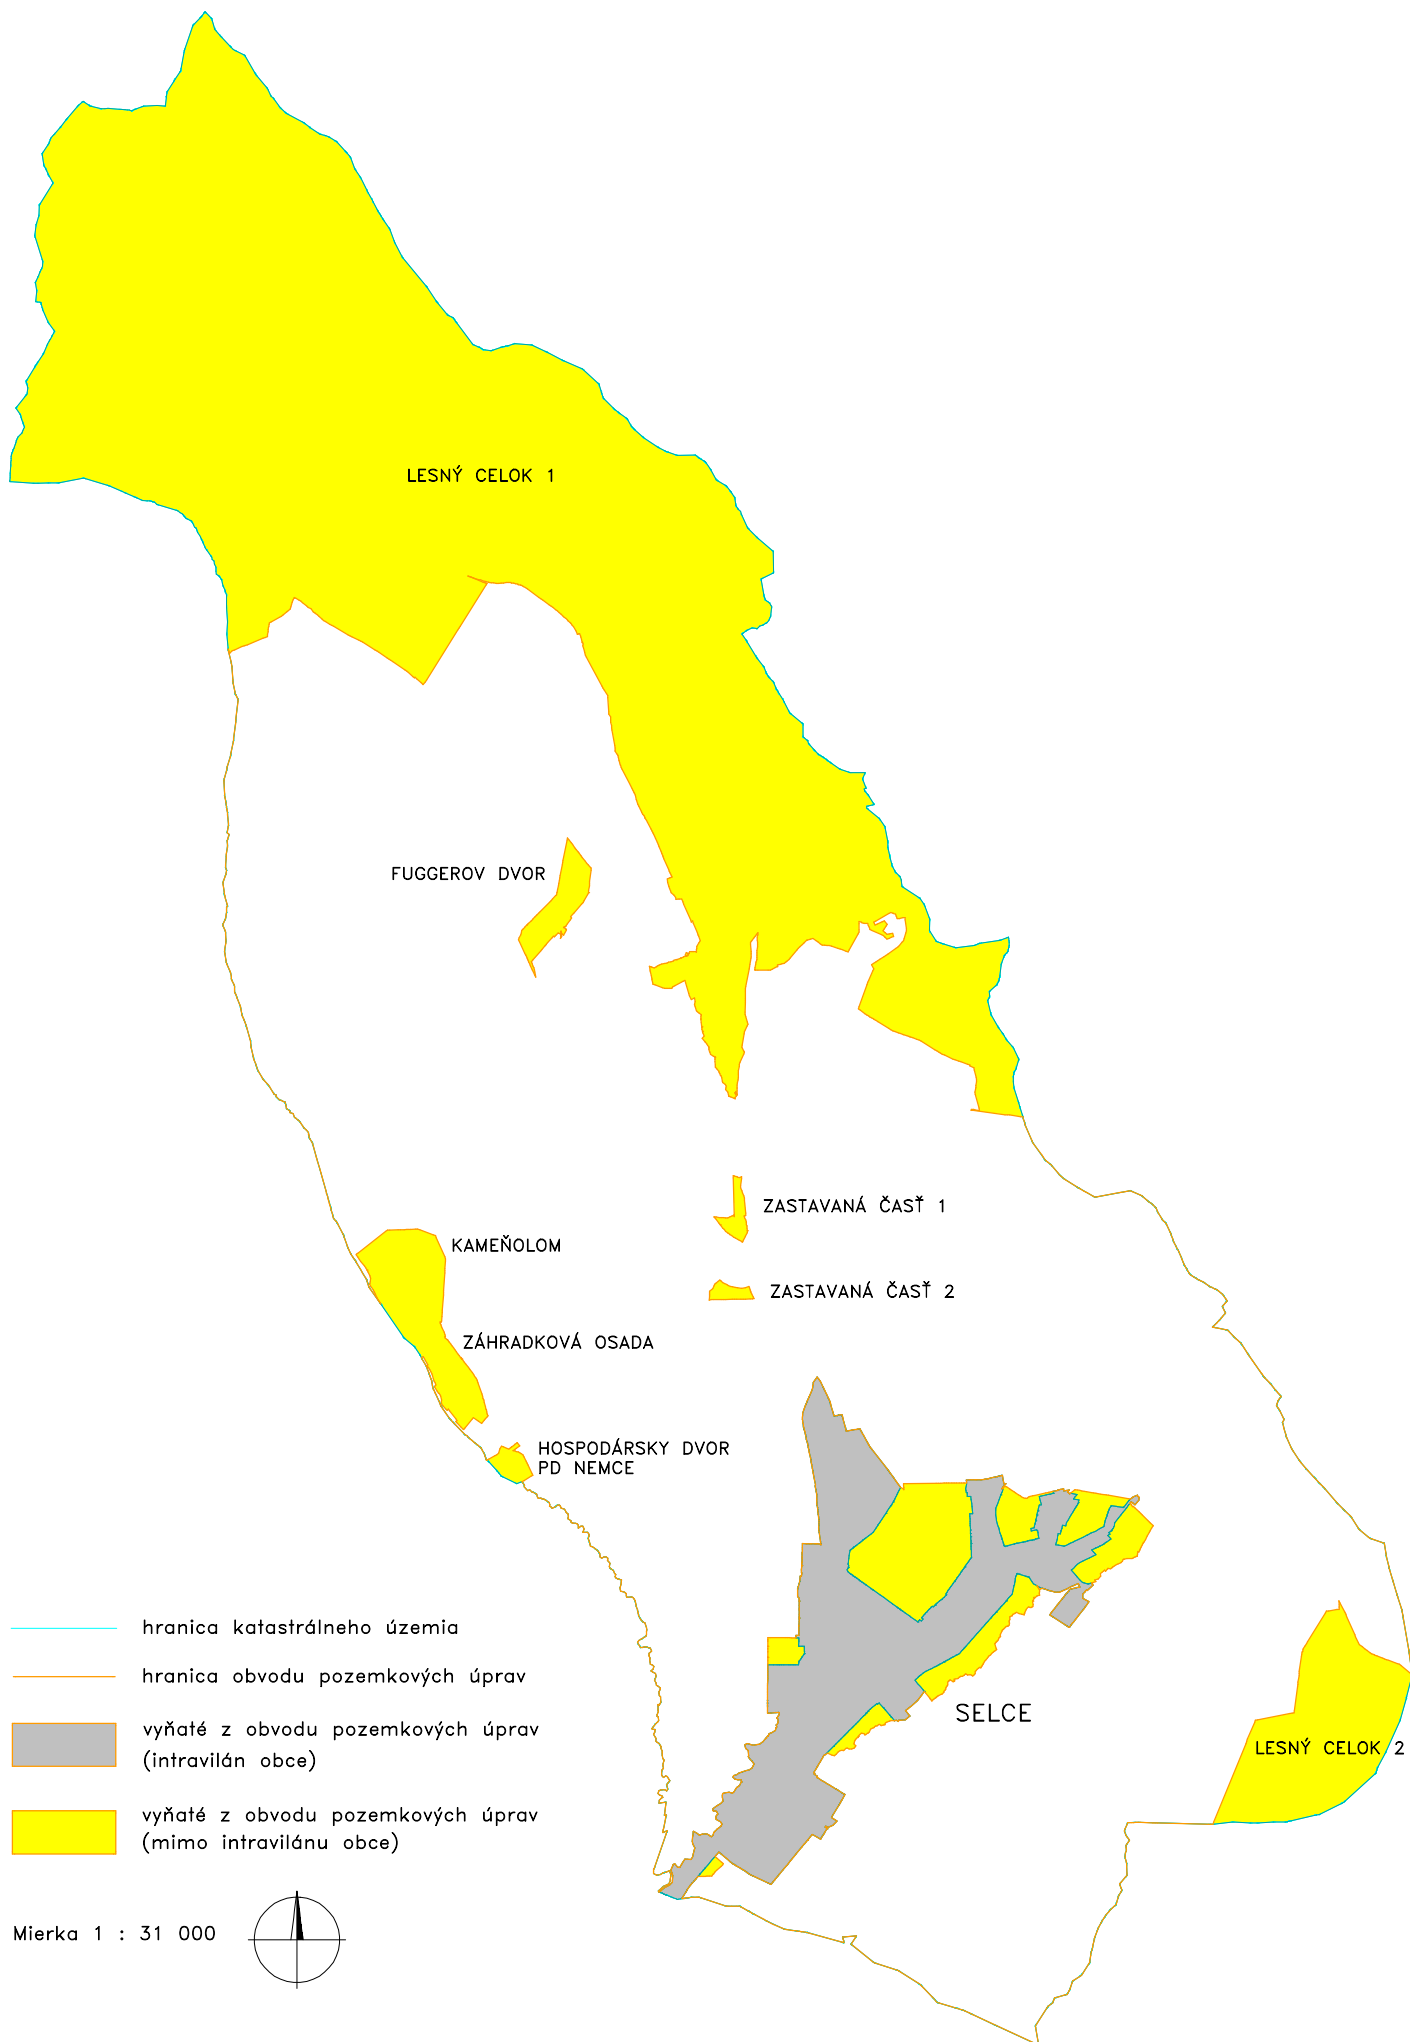 LESNÝ CELOK 1
FUGGEROV DVOR
ZASTAVANÁ ČASŤ 1
KAMEŇOLOM
ZASTAVANÁ ČASŤ 2
ZÁHRADKOVÁ OSADA
HOSPODÁRSKY DVOR
PD NEMCE
SELCE
LESNÝ CELOK 2
hranica katastrálneho územia
hranica obvodu pozemkových úprav
vyňaté z obvodu pozemkových úprav
(intravilán obce)
vyňaté z obvodu pozemkových úprav
(mimo intravilánu obce)
Mierka 1 : 31 000